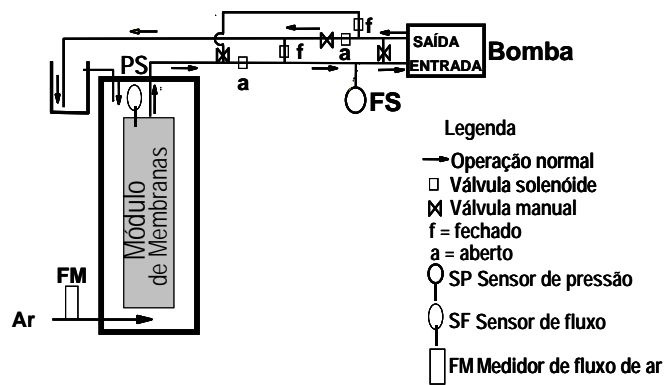 f
SAÍDA
Bomba
PS
a
f
a
ENTRADA
FS
Módulo
de Membranas
FM
Ar
Legenda
Operação normal
Válvula solenóide
Válvula manual
f = fechado
a = aberto
SP Sensor de pressão
SF Sensor de fluxo
FM Medidor de fluxo de ar